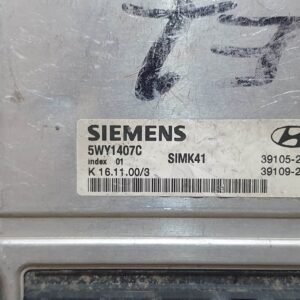 SIEMENS
5WY1407C
index 01 SIMK41 39105-2
K 16.11.00/3 39109-2